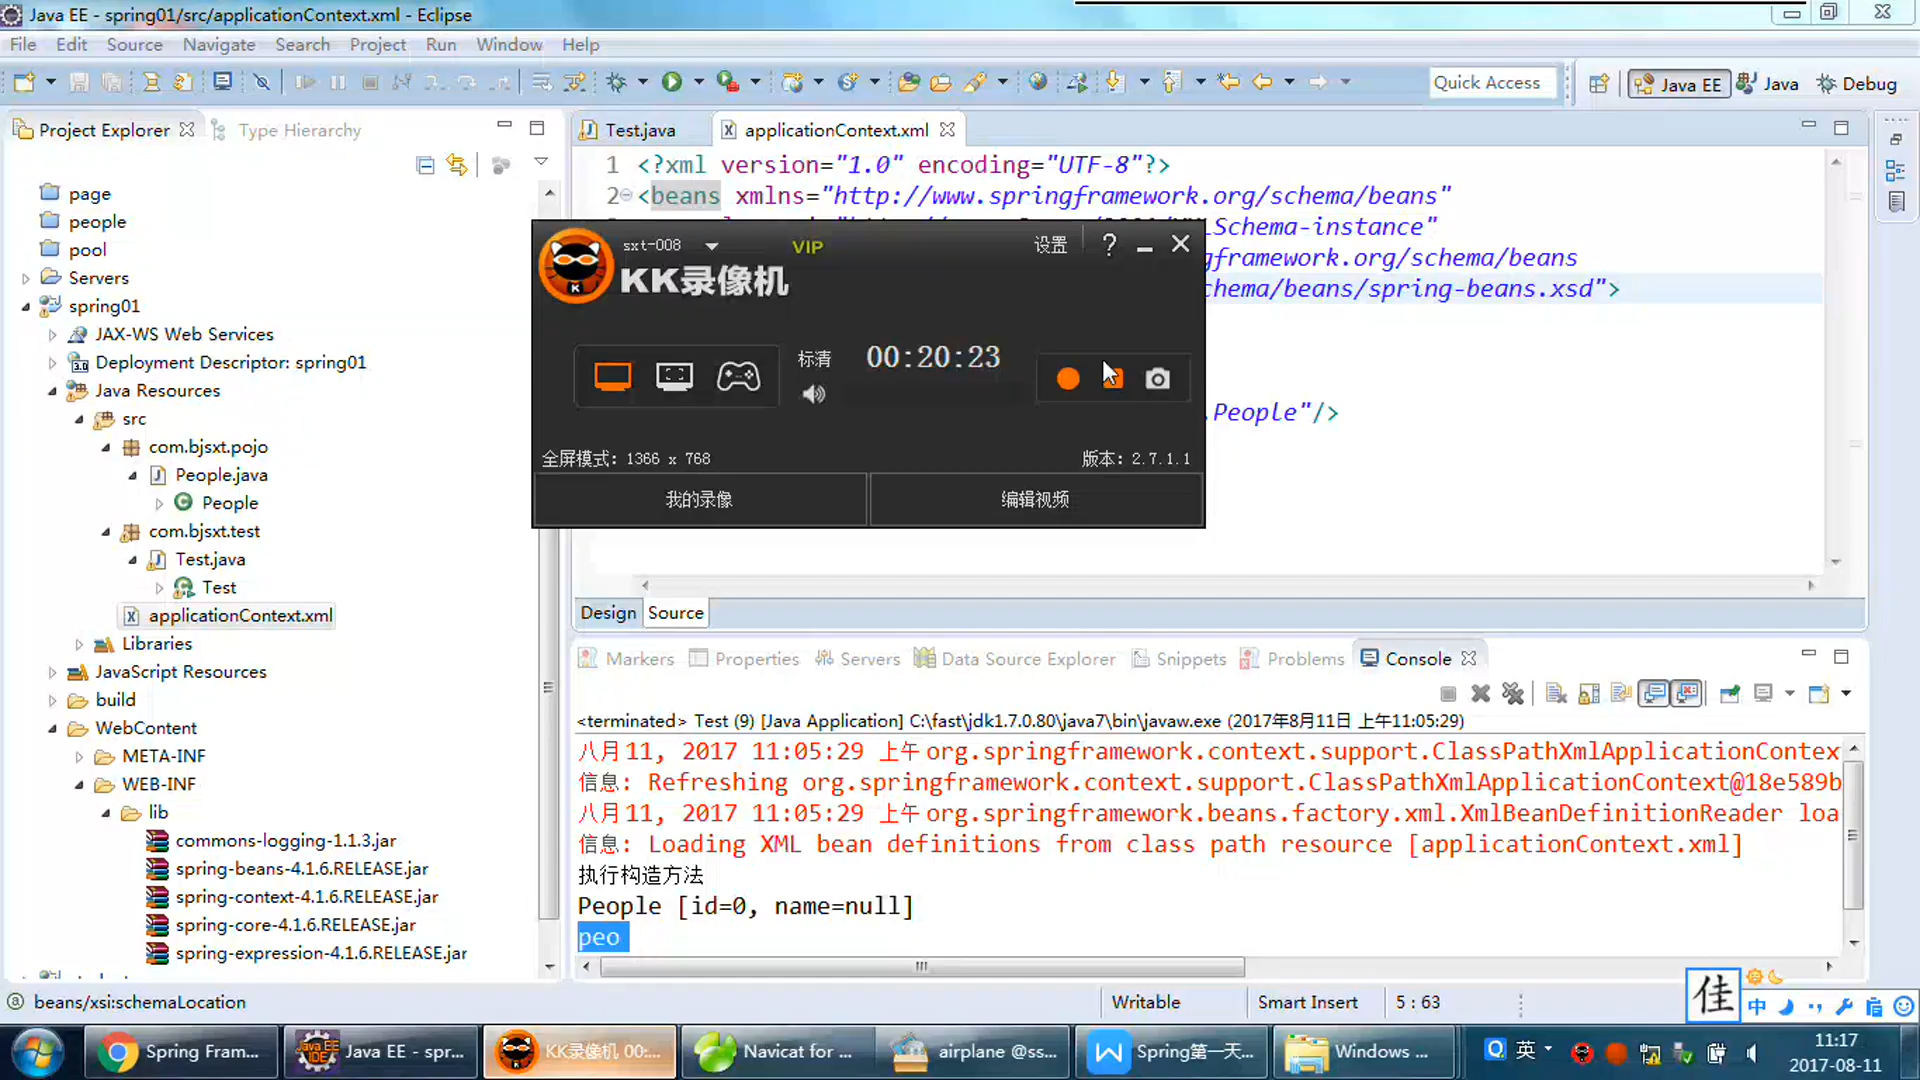 Java EE - spring01/src/applicationContext.xml - Eclipse
File Edit Source Navigate Search Project Run Window Help
Quick Access
Java EE
Java
Debug
Project Explorer
Type Hierarchy
page
people
pool
Servers
spring01
JAX-WS Web Services
Deployment Descriptor: spring01
Java Resources
src
com.bjsxt.pojo
People.java
People
com.bjsxt.test
Test.java
Test
applicationContext.xml
Libraries
JavaScript Resources
build
WebContent
META-INF
WEB-INF
lib
commons-logging-1.1.3.jar
spring-beans-4.1.6.RELEASE.jar
spring-context-4.1.6.RELEASE.jar
spring-core-4.1.6.RELEASE.jar
spring-expression-4.1.6.RELEASE.jar
Test.java
applicationContext.xml
1 <?xml version="1.0" encoding="UTF-8"?>
2 <beans xmlns="http://www.springframework.org/schema/beans"
Schema-instance"
gframework.org/schema/beans
chema/beans/spring-beans.xsd">
.People"/>
sxt-008
VIP
设置
?
KK录像机
标清
00:20:23
全屏模式: 1366 x 768
版本: 2.7.1.1
我的录像
编辑视频
Design
Source
Markers
Properties
Servers
Data Source Explorer
Snippets
Problems
Console
<terminated> Test (9) [Java Application] C:\fast\jdk1.7.0.80\java7\bin\javaw.exe (2017年8月11日 上午11:05:29)
八月 11, 2017 11:05:29 上午 org.springframework.context.support.ClassPathXmlApplicationContex
信息: Refreshing org.springframework.context.support.ClassPathXmlApplicationContext@18e589b
八月 11, 2017 11:05:29 上午 org.springframework.beans.factory.xml.XmlBeanDefinitionReader loa
信息: Loading XML bean definitions from class path resource [applicationContext.xml]
执行构造方法
People [id=0, name=null]
peo
beans/xsi:schemaLocation
Writable
Smart Insert
5 : 63
佳
中
Spring Fram...
Java EE - spr...
KK录像机 00:...
Navicat for ...
airplane @ss...
Spring第一天...
Windows ...
英
11:17
2017-08-11